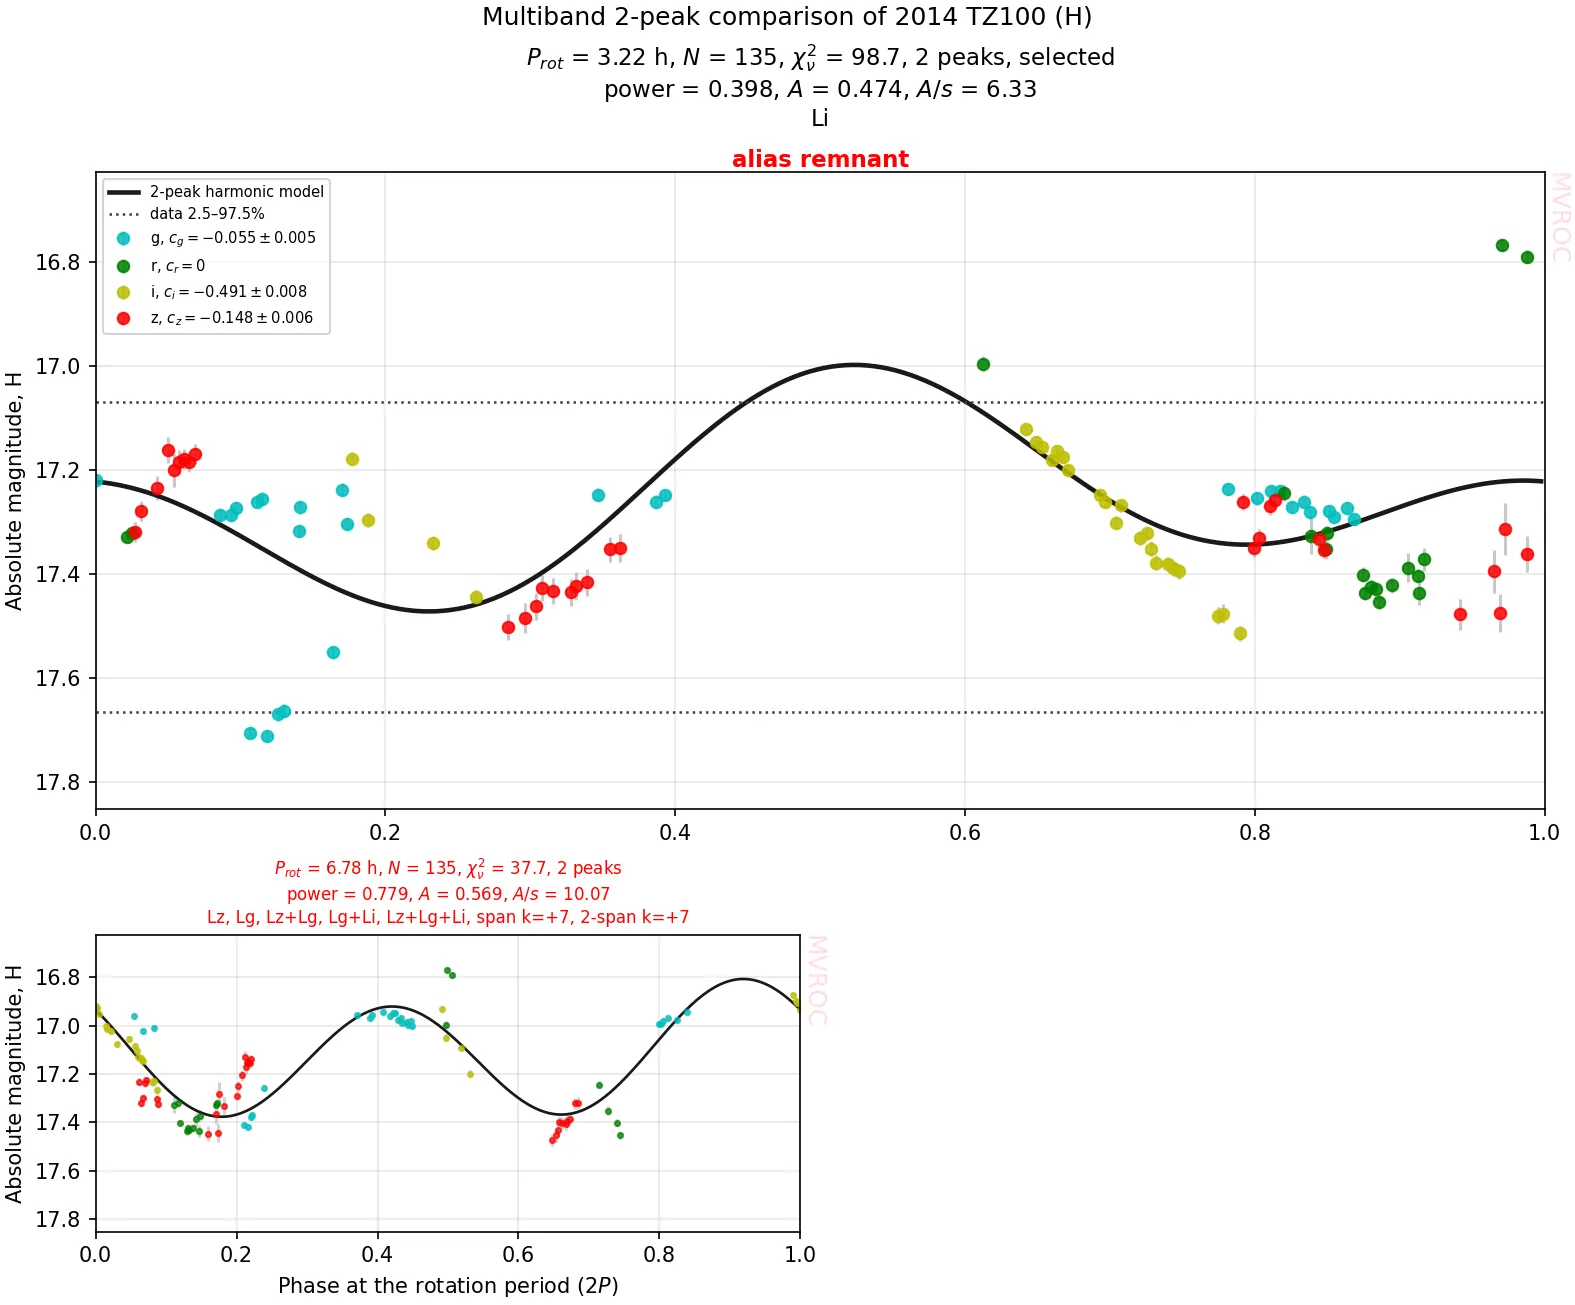 Multiband 2-peak comparison of 2014 TZ100 (H)
P_rot = 3.22 h, N = 135, χ²_ν = 98.7, 2 peaks, selected
power = 0.398, A = 0.474, A/s = 6.33
Li
alias remnant
2-peak harmonic model
data 2.5–97.5%
g, c_g = −0.055 ± 0.005
r, c_r = 0
i, c_i = −0.491 ± 0.008
z, c_z = −0.148 ± 0.006
MVROC
Absolute magnitude, H
16.8
17.0
17.2
17.4
17.6
17.8
0.0 0.2 0.4 0.6 0.8 1.0
P_rot = 6.78 h, N = 135, χ²_ν = 37.7, 2 peaks
power = 0.779, A = 0.569, A/s = 10.07
Lz, Lg, Lz+Lg, Lg+Li, Lz+Lg+Li, span k=+7, 2-span k=+7
MVROC
Absolute magnitude, H
16.8
17.0
17.2
17.4
17.6
17.8
0.0 0.2 0.4 0.6 0.8 1.0
Phase at the rotation period (2P)